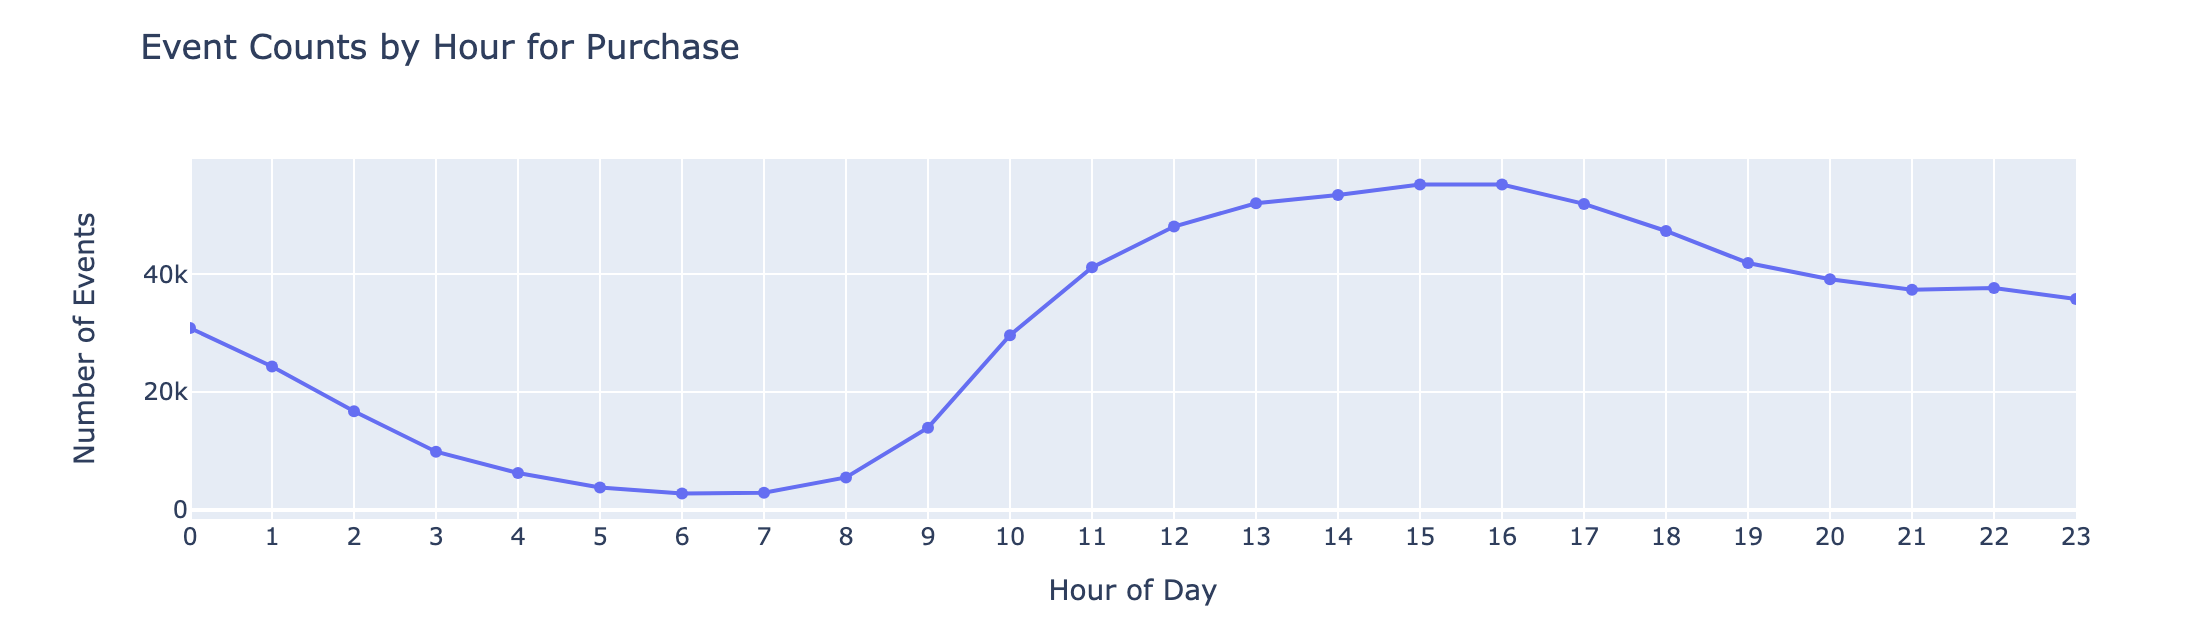 Event Counts by Hour for Purchase
Number of Events
40k
20k
0
0 1 2 3 4 5 6 7 8 9 10 11 12 13 14 15 16 17 18 19 20 21 22 23
Hour of Day